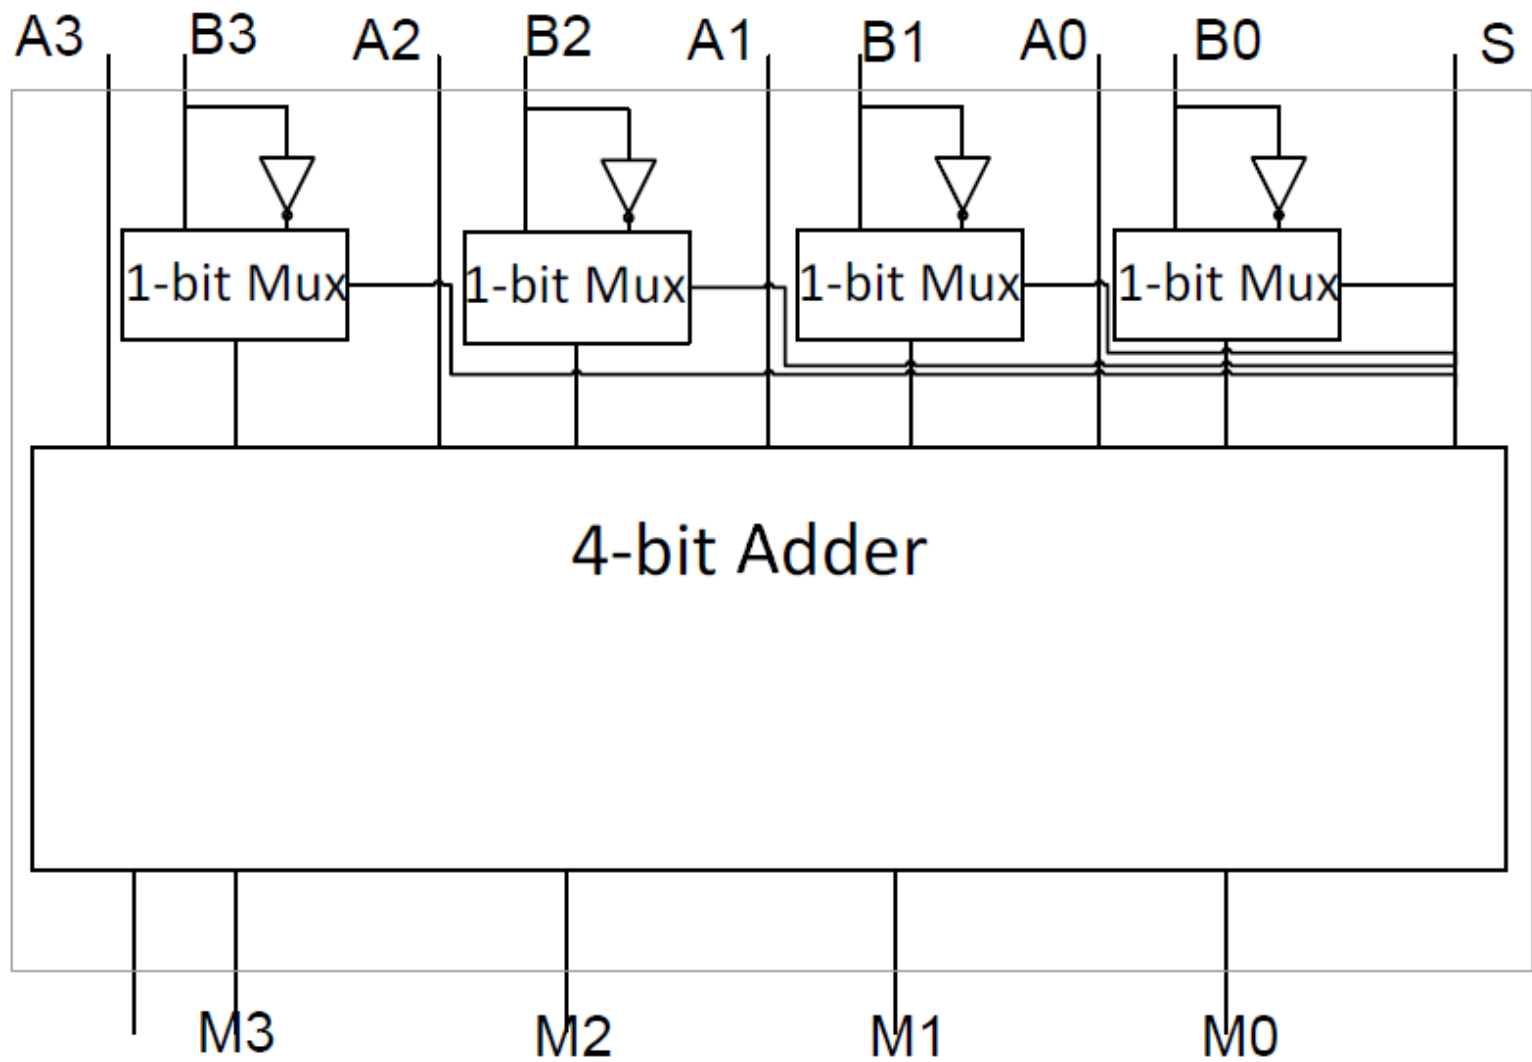 A3 B3 A2 B2 A1 B1 A0 B0 S
1-bit Mux 1-bit Mux 1-bit Mux 1-bit Mux
4-bit Adder
M3 M2 M1 M0